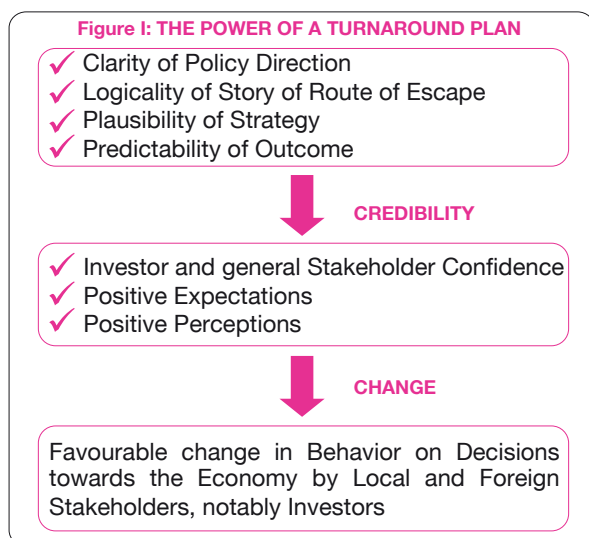 Figure I: THE POWER OF A TURNAROUND PLAN
Clarity of Policy Direction
Logicality of Story of Route of Escape
Plausibility of Strategy
Predictability of Outcome
CREDIBILITY
Investor and general Stakeholder Confidence
Positive Expectations
Positive Perceptions
CHANGE
Favourable change in Behavior on Decisions
towards the Economy by Local and Foreign
Stakeholders, notably Investors